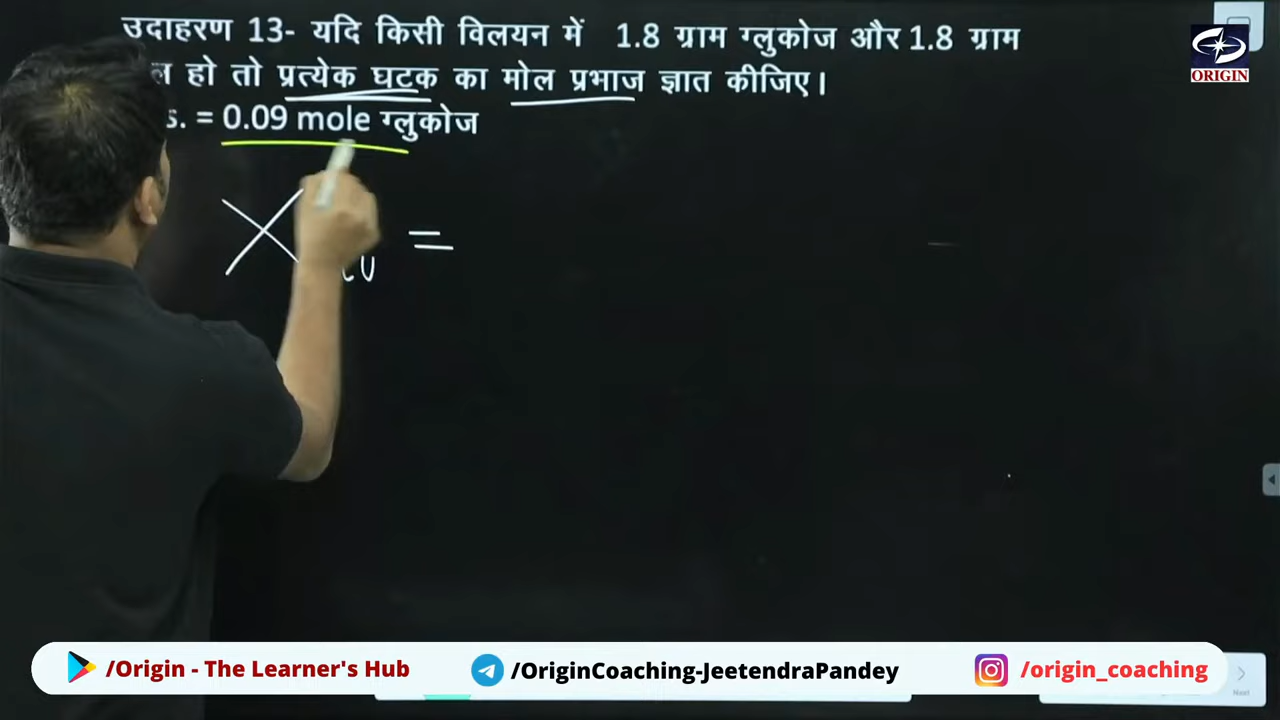 उदाहरण 13- यदि किसी विलयन में 1.8 ग्राम ग्लुकोज और 1.8 ग्राम
ल हो तो प्रत्येक घटक का मोल प्रभाज ज्ञात कीजिए।
s. = 0.09 mole ग्लुकोज
X =
ORIGIN
/Origin - The Learner's Hub
/OriginCoaching-JeetendraPandey
/origin_coaching
Next